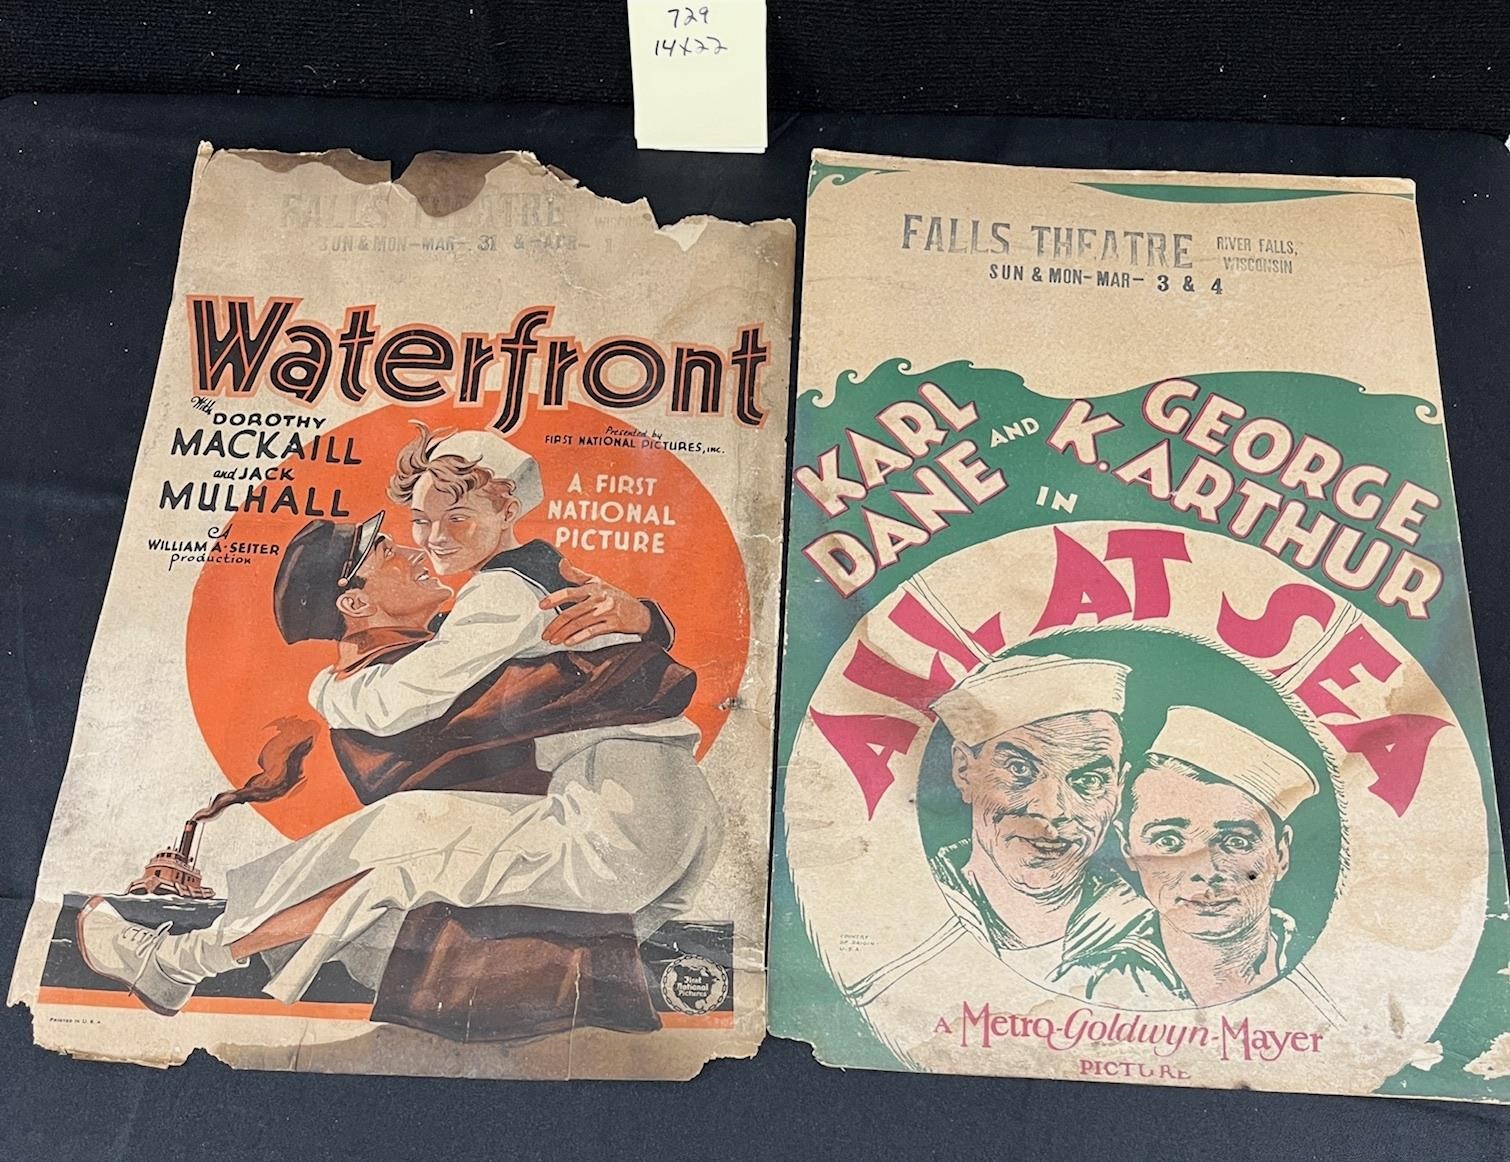 729
14X22
FALLS THEATRE
SUN & MON-MAR- 31 & -APR- 1
Waterfront
With
DOROTHY
MACKAILL
and JACK
MULHALL
A
WILLIAM A. SEITER
production
Presented by
FIRST NATIONAL PICTURES, INC.
A FIRST
NATIONAL
PICTURE
First
National
Pictures
PRINTED IN U.S.A.
FALLS THEATRE
RIVER FALLS,
WISCONSIN
SUN & MON-MAR- 3 & 4
KARL
DANE
AND
GEORGE
K. ARTHUR
IN
ALL AT SEA
COUNTRY
OF ORIGIN
U.S.A.
A Metro-Goldwyn-Mayer
PICTURE